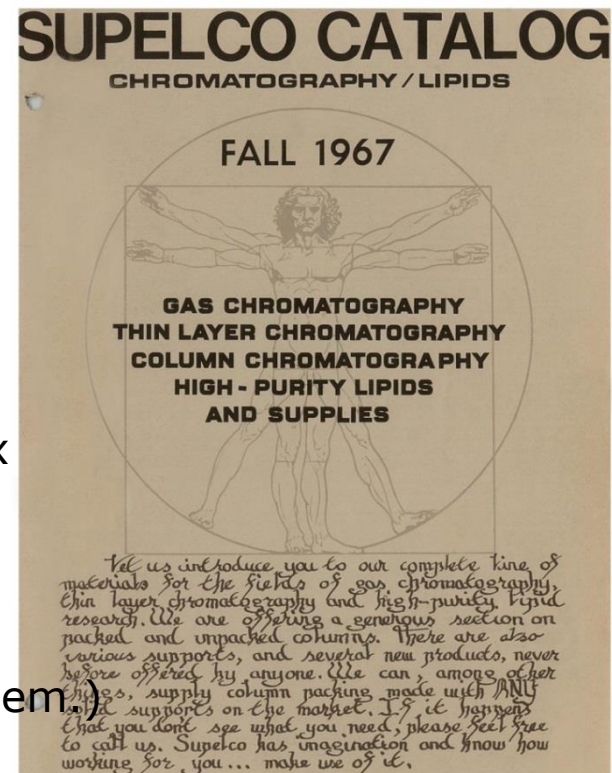 SUPELCO CATALOG
CHROMATOGRAPHY / LIPIDS
FALL 1967
GAS CHROMATOGRAPHY
THIN LAYER CHROMATOGRAPHY
COLUMN CHROMATOGRAPHY
HIGH - PURITY LIPIDS
AND SUPPLIES
x
Let us introduce you to our complete line of
materials for the fields of gas chromatography,
thin layer chromatography and high-purity lipid
research. We are offering a generous section on
packed and unpacked columns. There are also
various supports, and several new products, never
before offered by anyone. We can, among other
em.) things, supply column packing made with ANY
supports on the market. If it happens
that you dont see what you need, please feel free
to call us. Supelco has imagination and know how
working for you... make use of it.